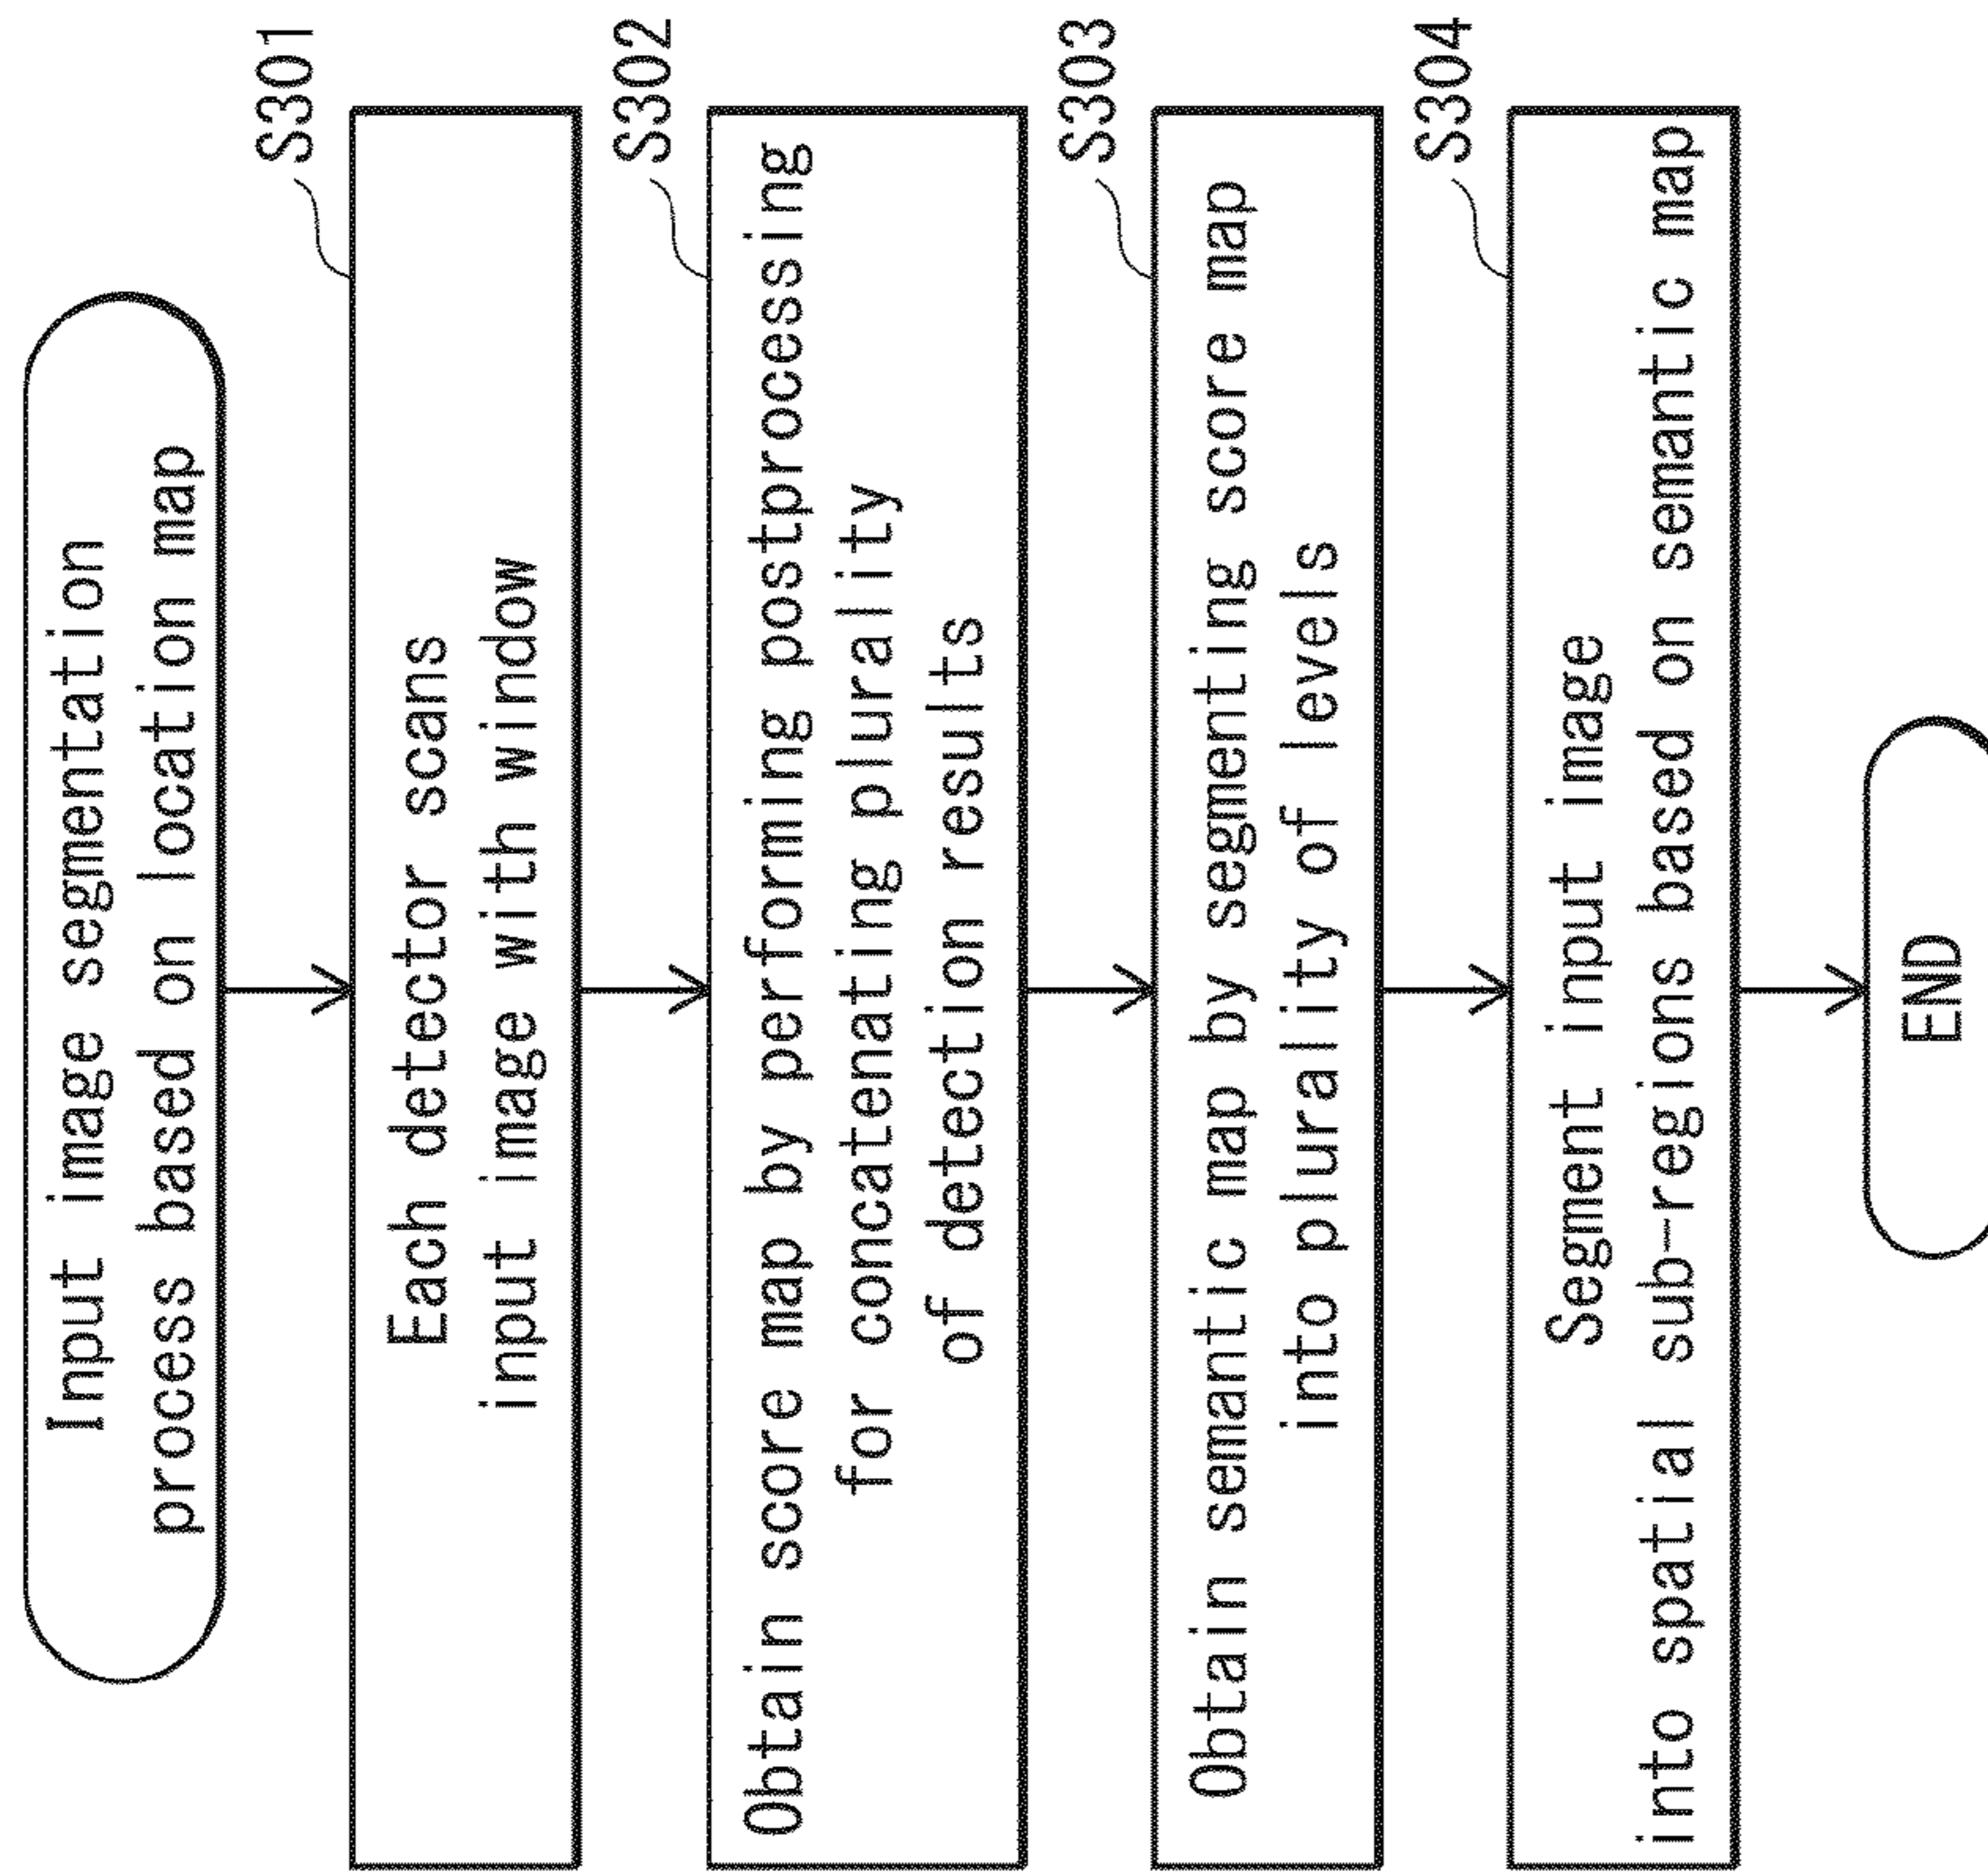 Input image segmentation
process based on location map
S301
Each detector scans
input image with window
S302
Obtain score map by performing postprocessing
for concatenating plurality
of detection results
S303
Obtain semantic map by segmenting score map
into plurality of levels
S304
Segment input image
into spatial sub-regions based on semantic map
END